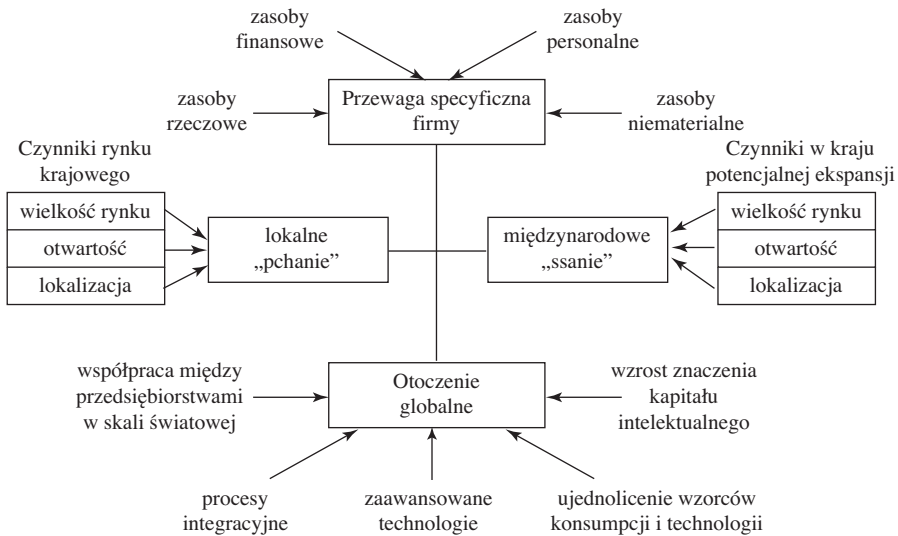 zasoby
finansowe
zasoby
personalne
zasoby
rzeczowe
Przewaga specyficzna
firmy
zasoby
niematerialne
Czynniki rynku
krajowego
wielkość rynku
otwartość
lokalizacja
lokalne
„pchanie”
międzynarodowe
„ssanie”
Czynniki w kraju
potencjalnej ekspansji
wielkość rynku
otwartość
lokalizacja
współpraca między
przedsiębiorstwami
w skali światowej
Otoczenie
globalne
wzrost znaczenia
kapitału
intelektualnego
procesy
integracyjne
zaawansowane
technologie
ujednolicenie wzorców
konsumpcji i technologii